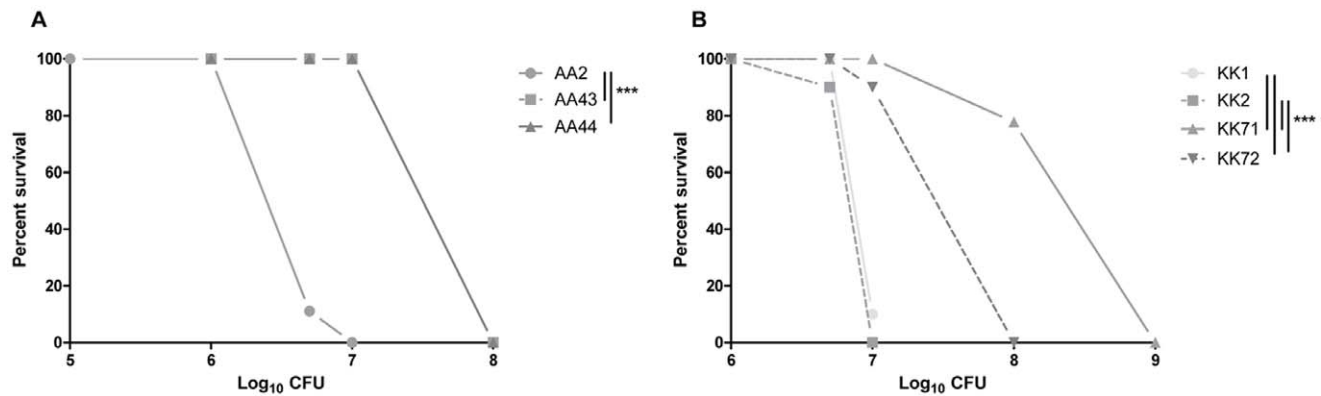 A
B
100
80
60
40
20
0
5
6
7
8
Percent survival
Log10 CFU
AA2
AA43
AA44
***
100
80
60
40
20
0
6
7
8
9
Percent survival
Log10 CFU
KK1
KK2
KK71
KK72
***